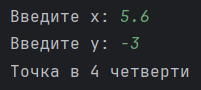 Введите x: 5.6
Введите y: -3
Точка в 4 четверти